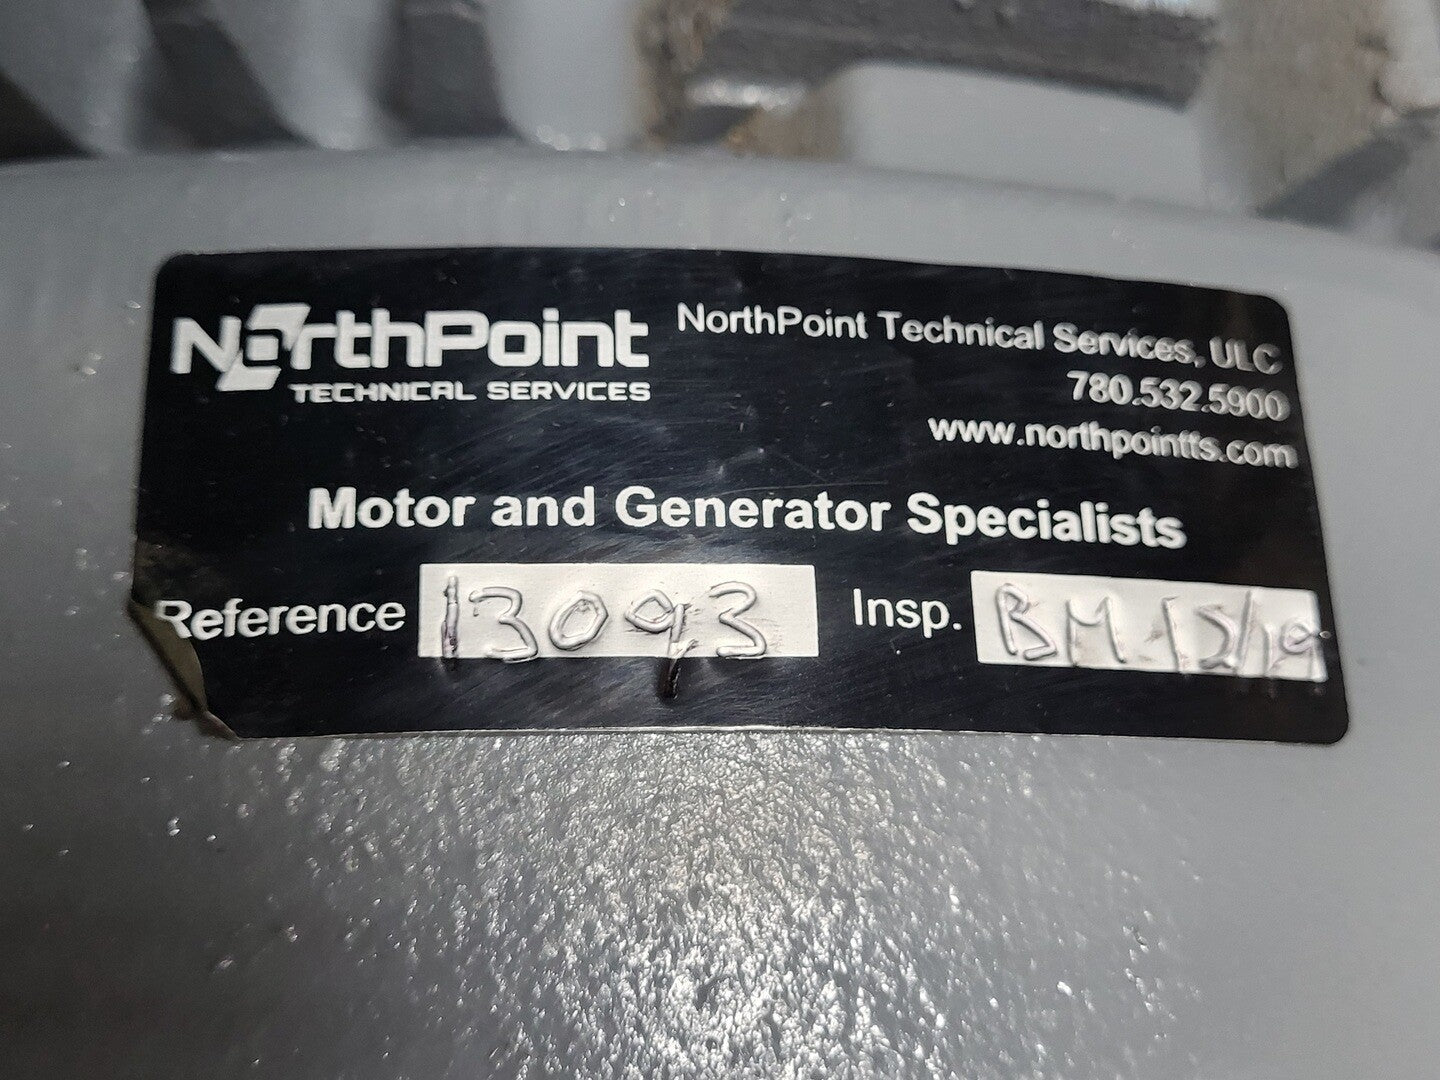 NorthPoint
TECHNICAL SERVICES
NorthPoint Technical Services, ULC
780.532.5900
www.northpointts.com
Motor and Generator Specialists
Reference 13093 Insp. BM 12/19